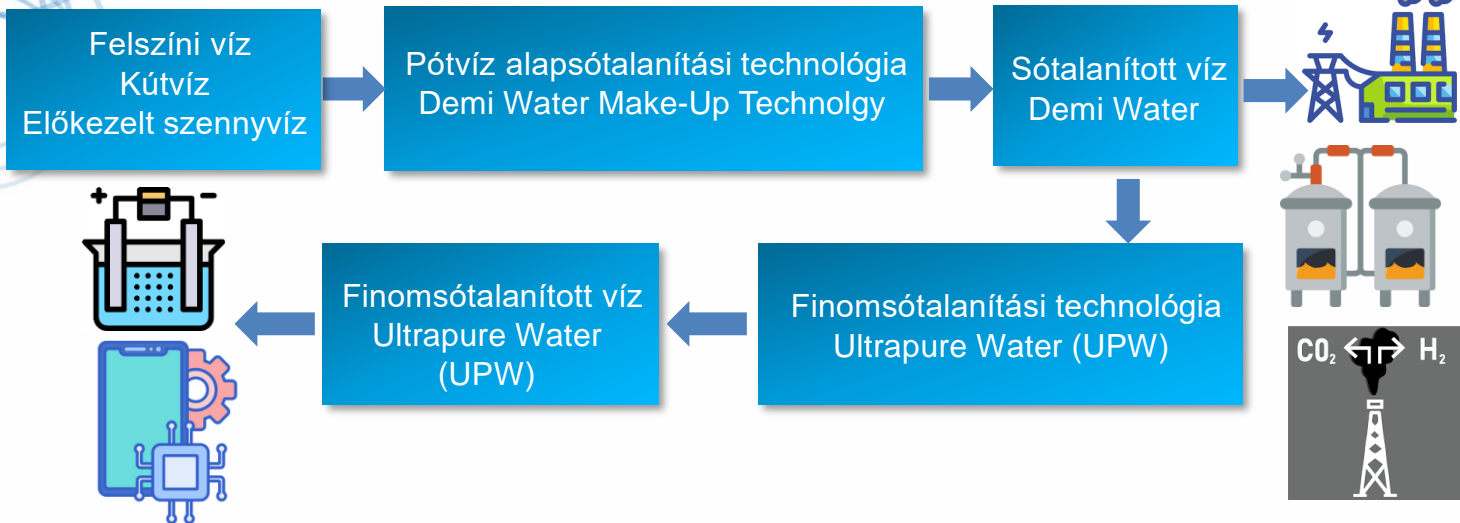 Felszíni víz
Kútvíz
Előkezelt szennyvíz
Pótvíz alapsótalanítási technológia
Demi Water Make-Up Technolgy
Sótalanított víz
Demi Water
Finomsótalanítási technológia
Ultrapure Water (UPW)
Finomsótalanított víz
Ultrapure Water
(UPW)
+ −
CO₂ H₂